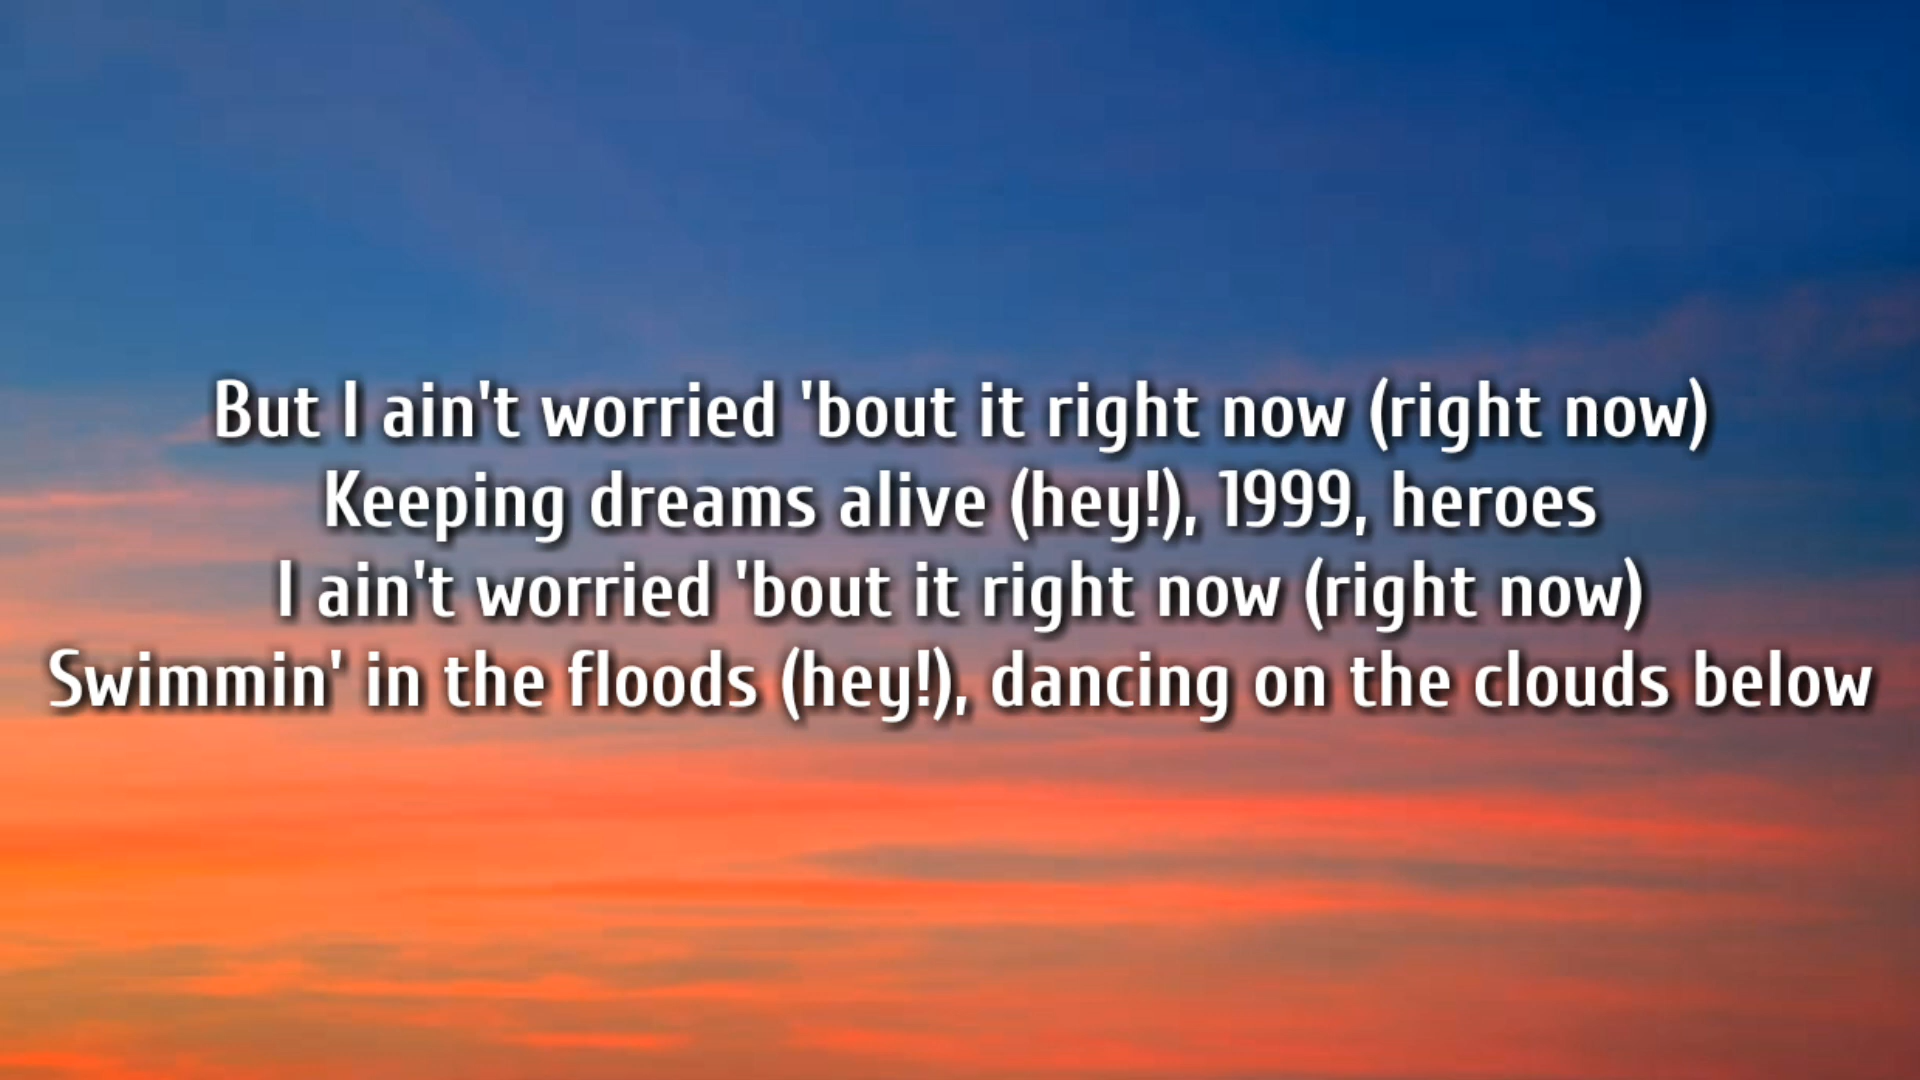 But I ain't worried 'bout it right now (right now)
Keeping dreams alive (hey!), 1999, heroes
I ain't worried 'bout it right now (right now)
Swimmin' in the floods (hey!), dancing on the clouds below